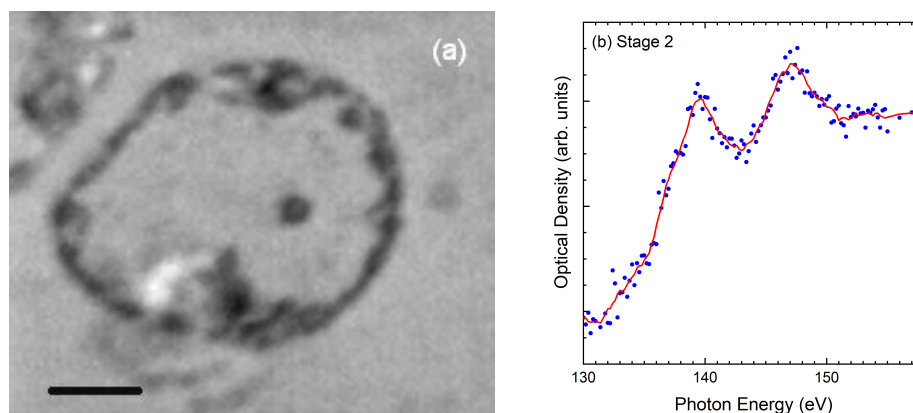 (a)
(b) Stage 2
Optical Density (arb. units)
130 140 150
Photon Energy (eV)